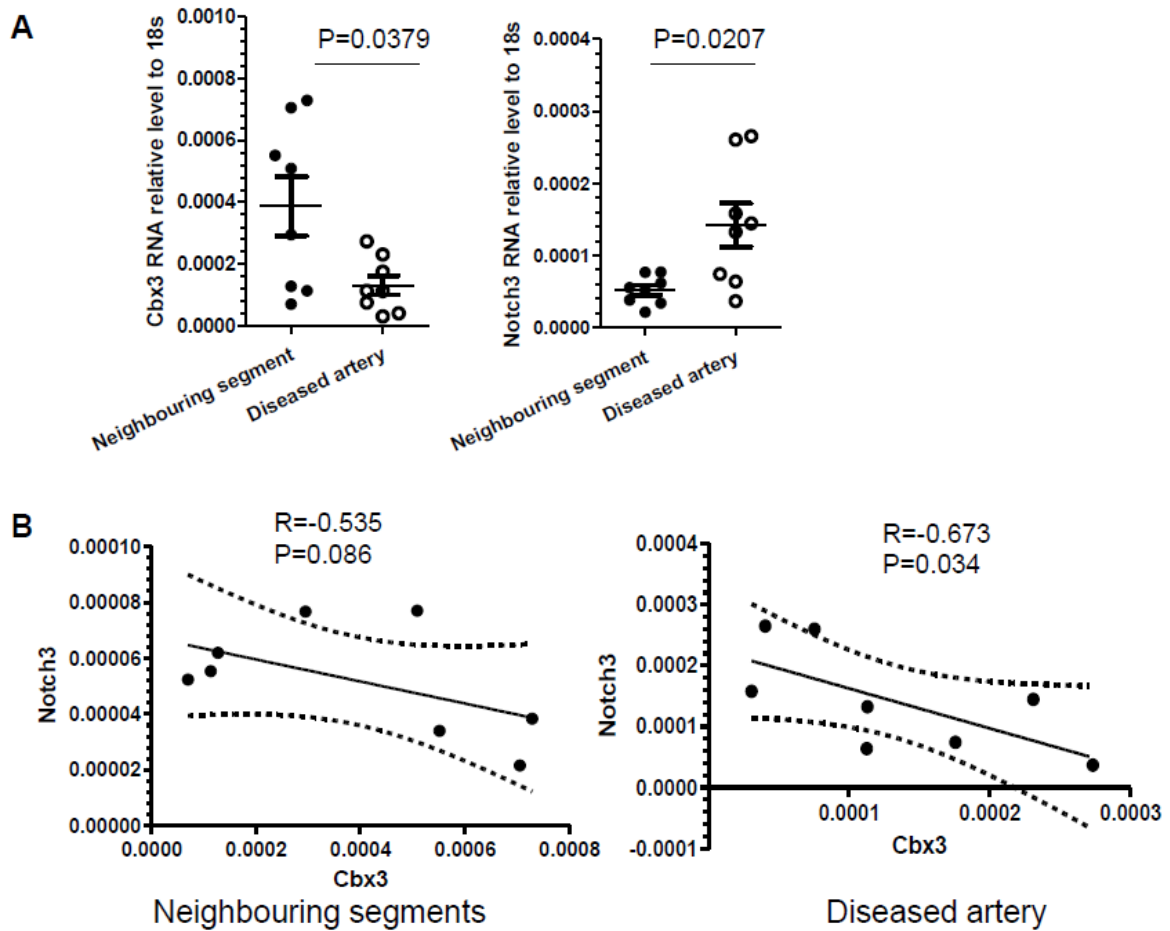 A
Cbx3 RNA relative level to 18s
0.0010
0.0008
0.0006
0.0004
0.0002
0.0000
P=0.0379
Neighbouring segment
Diseased artery
Notch3 RNA relative level to 18s
0.0004
0.0003
0.0002
0.0001
0.0000
P=0.0207
Neighbouring segment
Diseased artery
B
R=-0.535
P=0.086
Notch3
0.00010
0.00008
0.00006
0.00004
0.00002
0.00000
0.0000 0.0002 0.0004 0.0006 0.0008
Cbx3
Neighbouring segments
R=-0.673
P=0.034
Notch3
0.0004
0.0003
0.0002
0.0001
0.0000
-0.0001
0.0001 0.0002 0.0003
Cbx3
Diseased artery